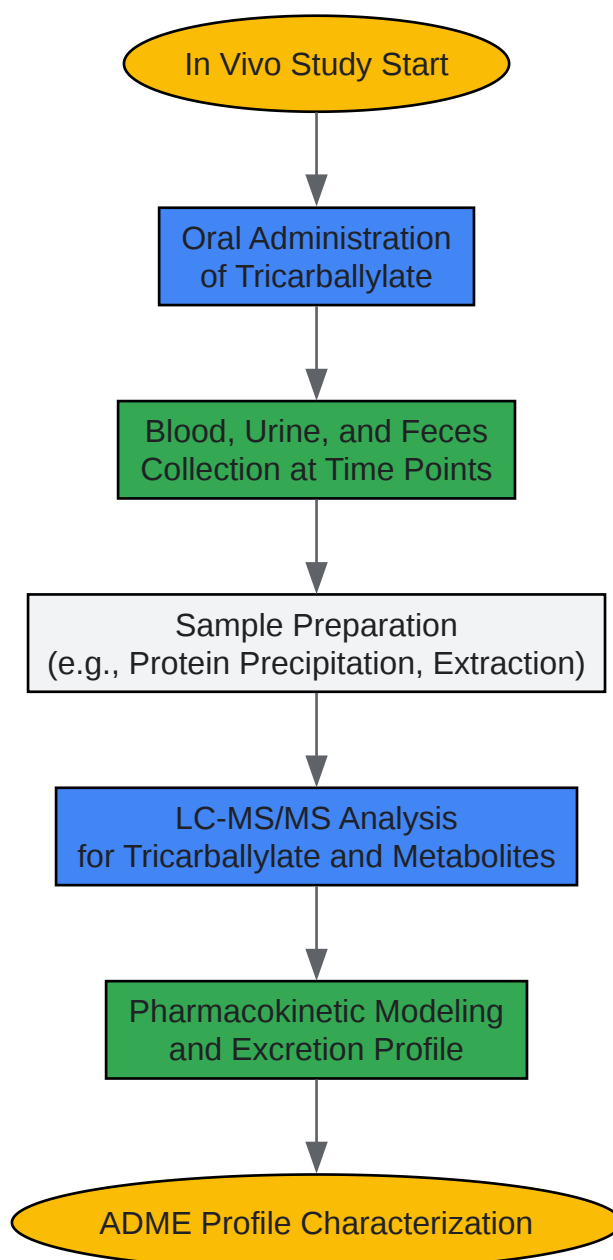 In Vivo Study Start
Oral Administration
of Tricarballylate
Blood, Urine, and Feces
Collection at Time Points
Sample Preparation
(e.g., Protein Precipitation, Extraction)
LC-MS/MS Analysis
for Tricarballylate and Metabolites
Pharmacokinetic Modeling
and Excretion Profile
ADME Profile Characterization